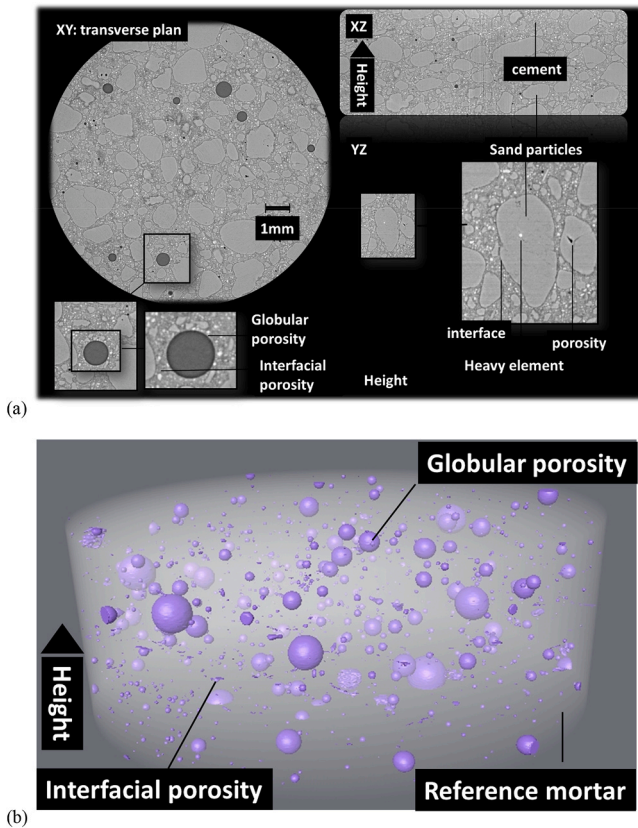 XY: transverse plan
XZ
Height
cement
YZ
Sand particles
1mm
Globular
porosity
interface
porosity
Interfacial
porosity
Height
Heavy element
(a)
Globular porosity
Height
Interfacial porosity
Reference mortar
(b)